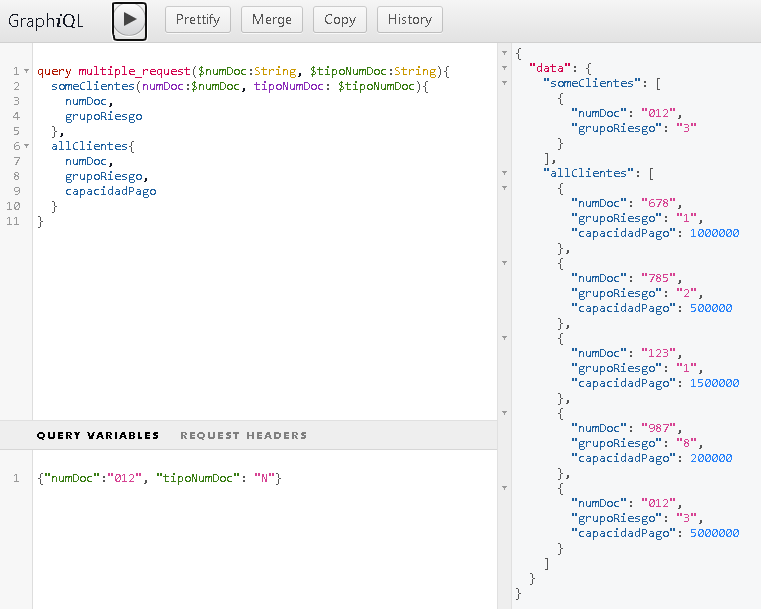 GraphiQL
Prettify
Merge
Copy
History
1 query multiple_request($numDoc:String, $tipoNumDoc:String){
2   someClientes(numDoc:$numDoc, tipoNumDoc: $tipoNumDoc){
3     numDoc,
4     grupoRiesgo
5   },
6   allClientes{
7     numDoc,
8     grupoRiesgo,
9     capacidadPago
10   }
11 }
QUERY VARIABLES
REQUEST HEADERS
1 {"numDoc":"012", "tipoNumDoc": "N"}
{
  "data": {
    "someClientes": [
      {
        "numDoc": "012",
        "grupoRiesgo": "3"
      }
    ],
    "allClientes": [
      {
        "numDoc": "678",
        "grupoRiesgo": "1",
        "capacidadPago": 1000000
      },
      {
        "numDoc": "785",
        "grupoRiesgo": "2",
        "capacidadPago": 500000
      },
      {
        "numDoc": "123",
        "grupoRiesgo": "1",
        "capacidadPago": 1500000
      },
      {
        "numDoc": "987",
        "grupoRiesgo": "8",
        "capacidadPago": 200000
      },
      {
        "numDoc": "012",
        "grupoRiesgo": "3",
        "capacidadPago": 5000000
      }
    ]
  }
}